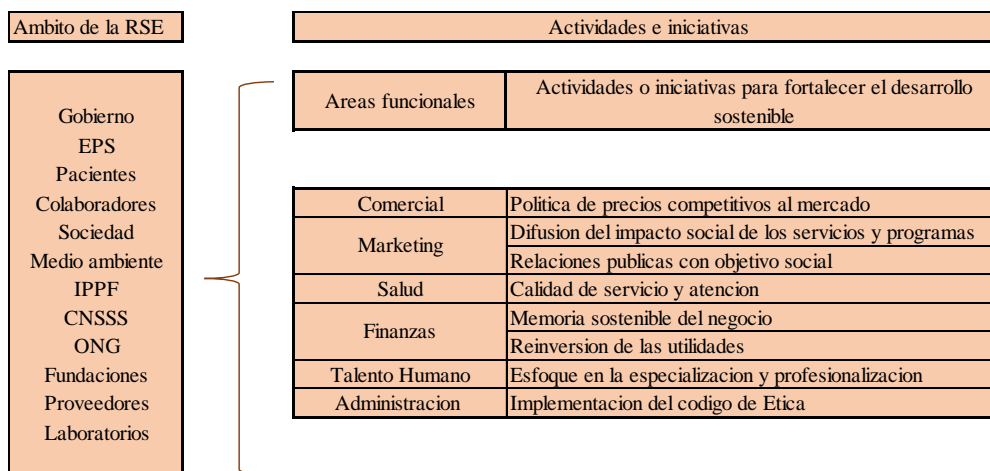 Ambito de la RSE
Actividades e iniciativas
Gobierno
EPS
Pacientes
Colaboradores
Sociedad
Medio ambiente
IPPF
CNSSS
ONG
Fundaciones
Proveedores
Laboratorios
Areas funcionales
Actividades o iniciativas para fortalecer el desarrollo
sostenible
Comercial
Politica de precios competitivos al mercado
Marketing
Difusion del impacto social de los servicios y programas
Relaciones publicas con objetivo social
Salud
Calidad de servicio y atencion
Finanzas
Memoria sostenible del negocio
Reinversion de las utilidades
Talento Humano
Esfoque en la especializacion y profesionalizacion
Administracion
Implementacion del codigo de Etica